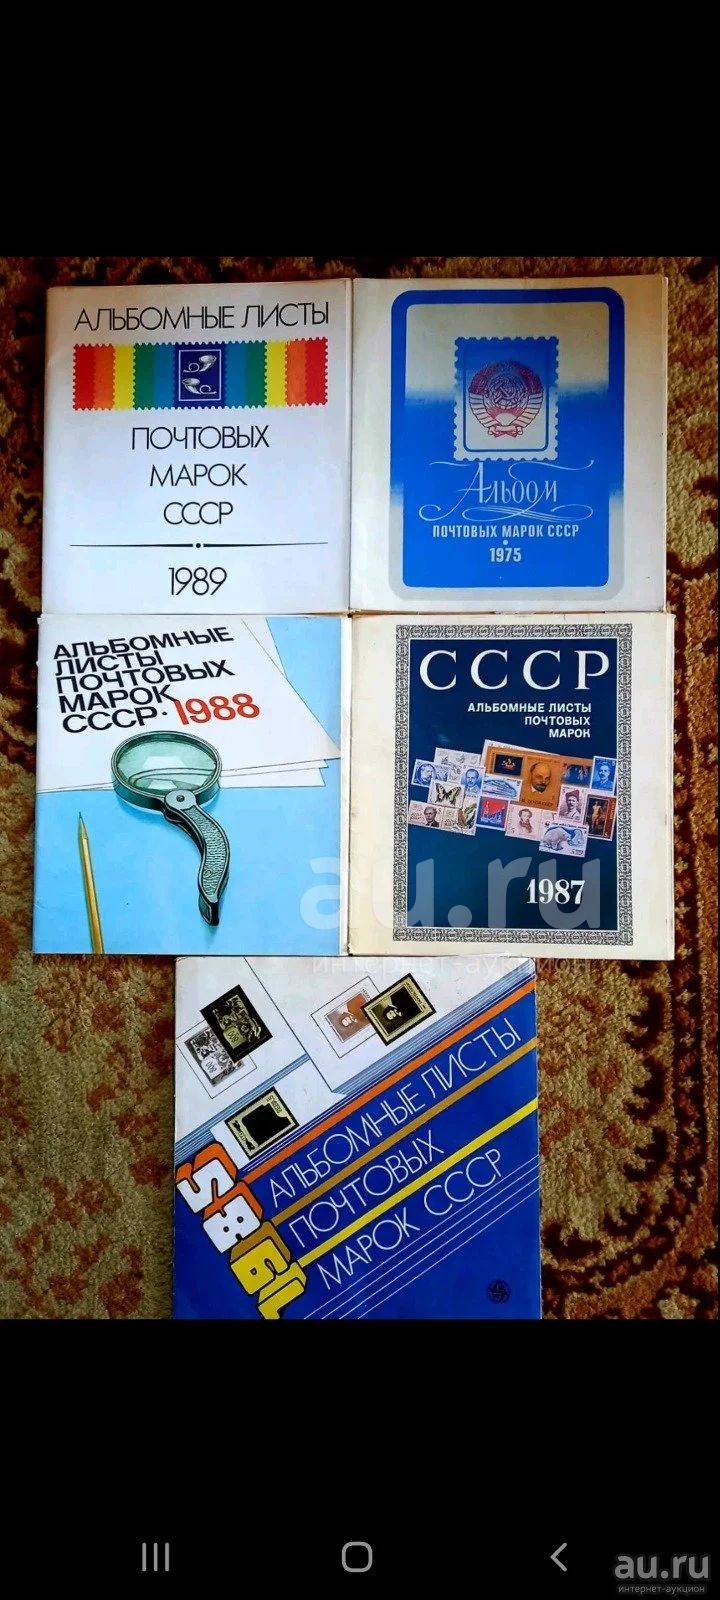 АЛЬБОМНЫЕ ЛИСТЫ
ПОЧТОВЫХ
МАРОК
СССР
1989
Альбом
ПОЧТОВЫХ МАРОК СССР
1975
АЛЬБОМНЫЕ
ЛИСТЫ
ПОЧТОВЫХ
МАРОК
СССР·1988
СССР
АЛЬБОМНЫЕ ЛИСТЫ
ПОЧТОВЫХ
МАРОК
1987
au.ru
интернет-аукцион
1985
АЛЬБОМНЫЕ ЛИСТЫ
ПОЧТОВЫХ
МАРОК СССР
au.ru
интернет-аукцион